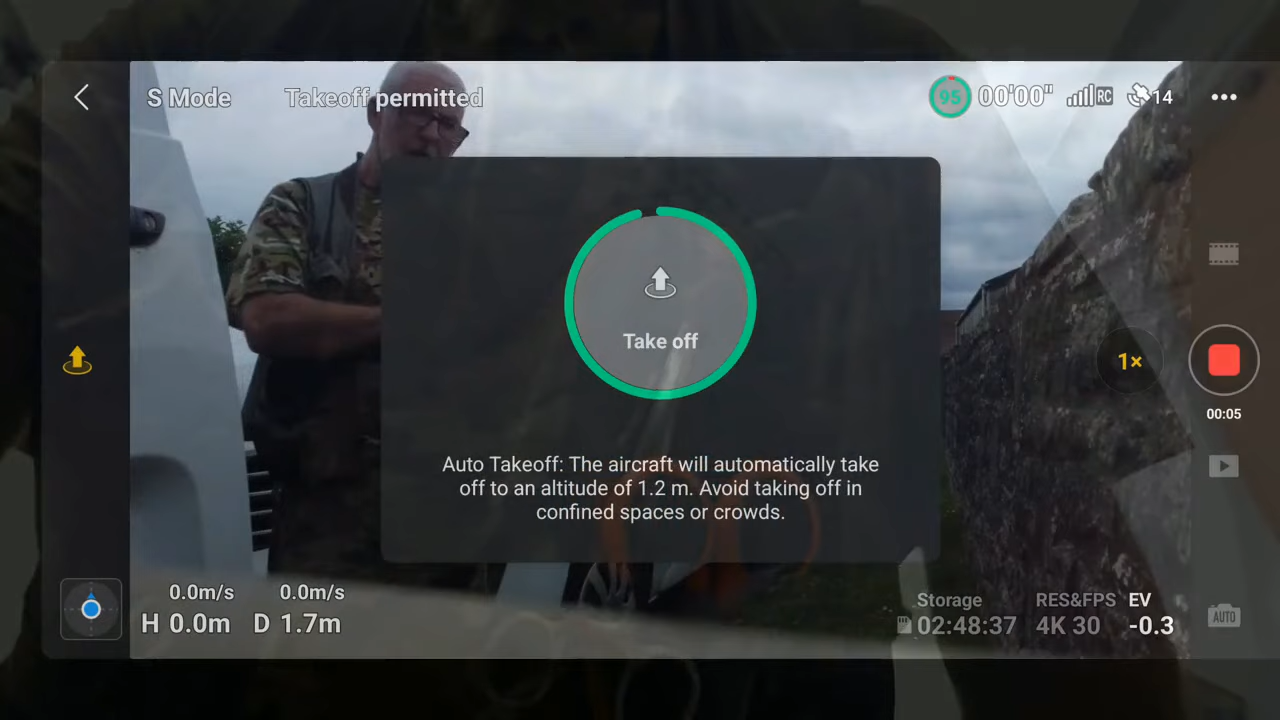 S Mode Takeoff permitted 95 00'00" RC 14
Take off
1×
00:05
Auto Takeoff: The aircraft will automatically take
off to an altitude of 1.2 m. Avoid taking off in
confined spaces or crowds.
0.0m/s 0.0m/s
H 0.0m D 1.7m
Storage RES&FPS EV
02:48:37 4K 30 -0.3
AUTO